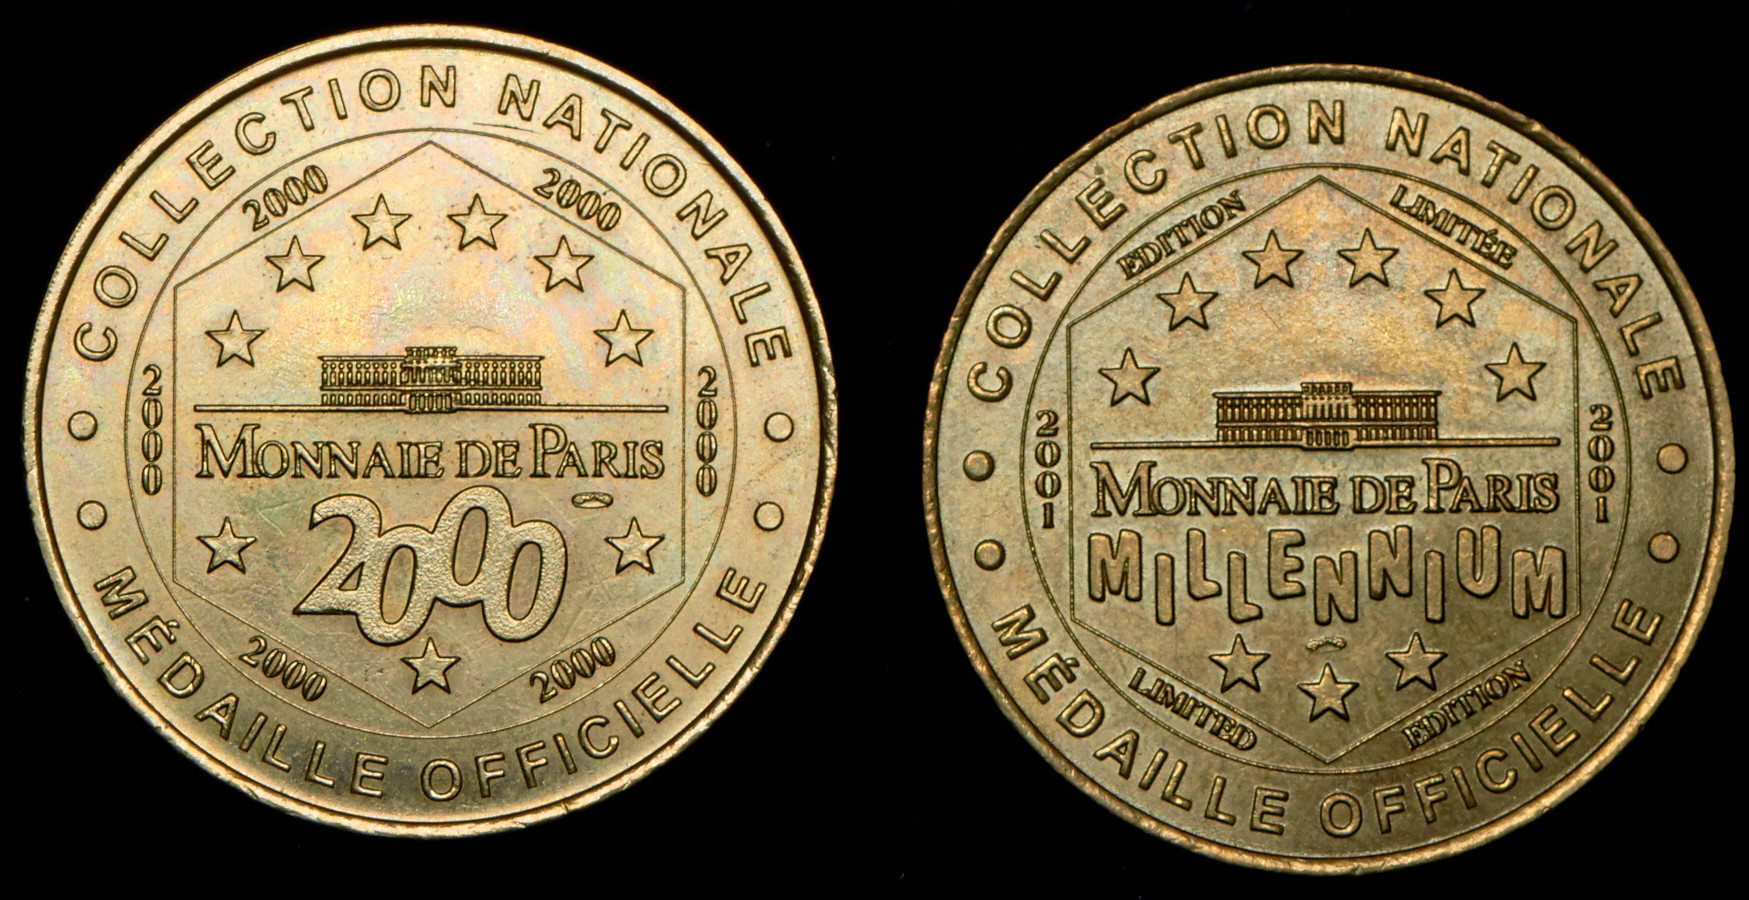 COLLECTION NATIONALE
2000 2000
2000 2000
MONNAIE DE PARIS
2000
2000 2000
MÉDAILLE OFFICIELLE
COLLECTION NATIONALE
EDITION LIMITÉE
2001 2001
MONNAIE DE PARIS
MILLENNIUM
LIMITED EDITION
MÉDAILLE OFFICIELLE